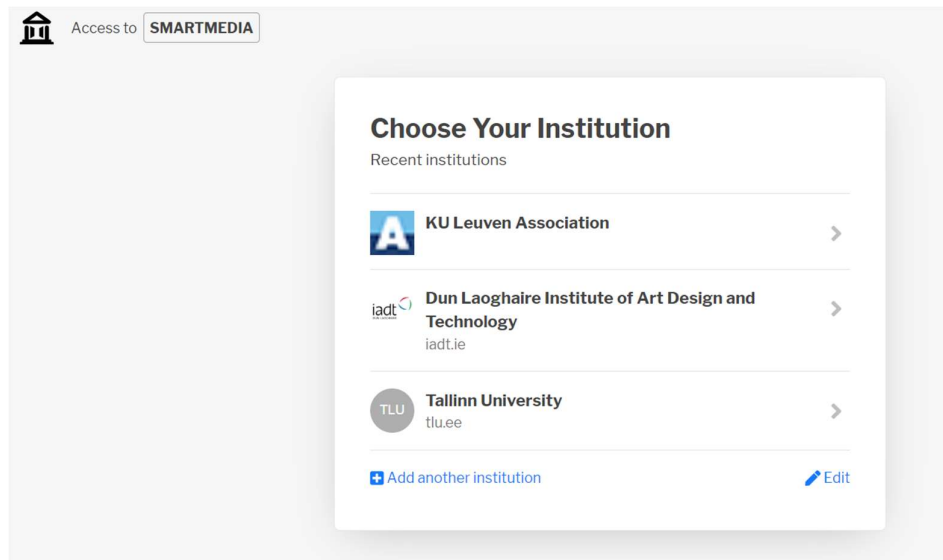 Access to SMARTMEDIA
Choose Your Institution
Recent institutions
KU Leuven Association
iadt
Dun Laoghaire Institute of Art Design and
Technology
iadt.ie
TLU
Tallinn University
tlu.ee
Add another institution
Edit